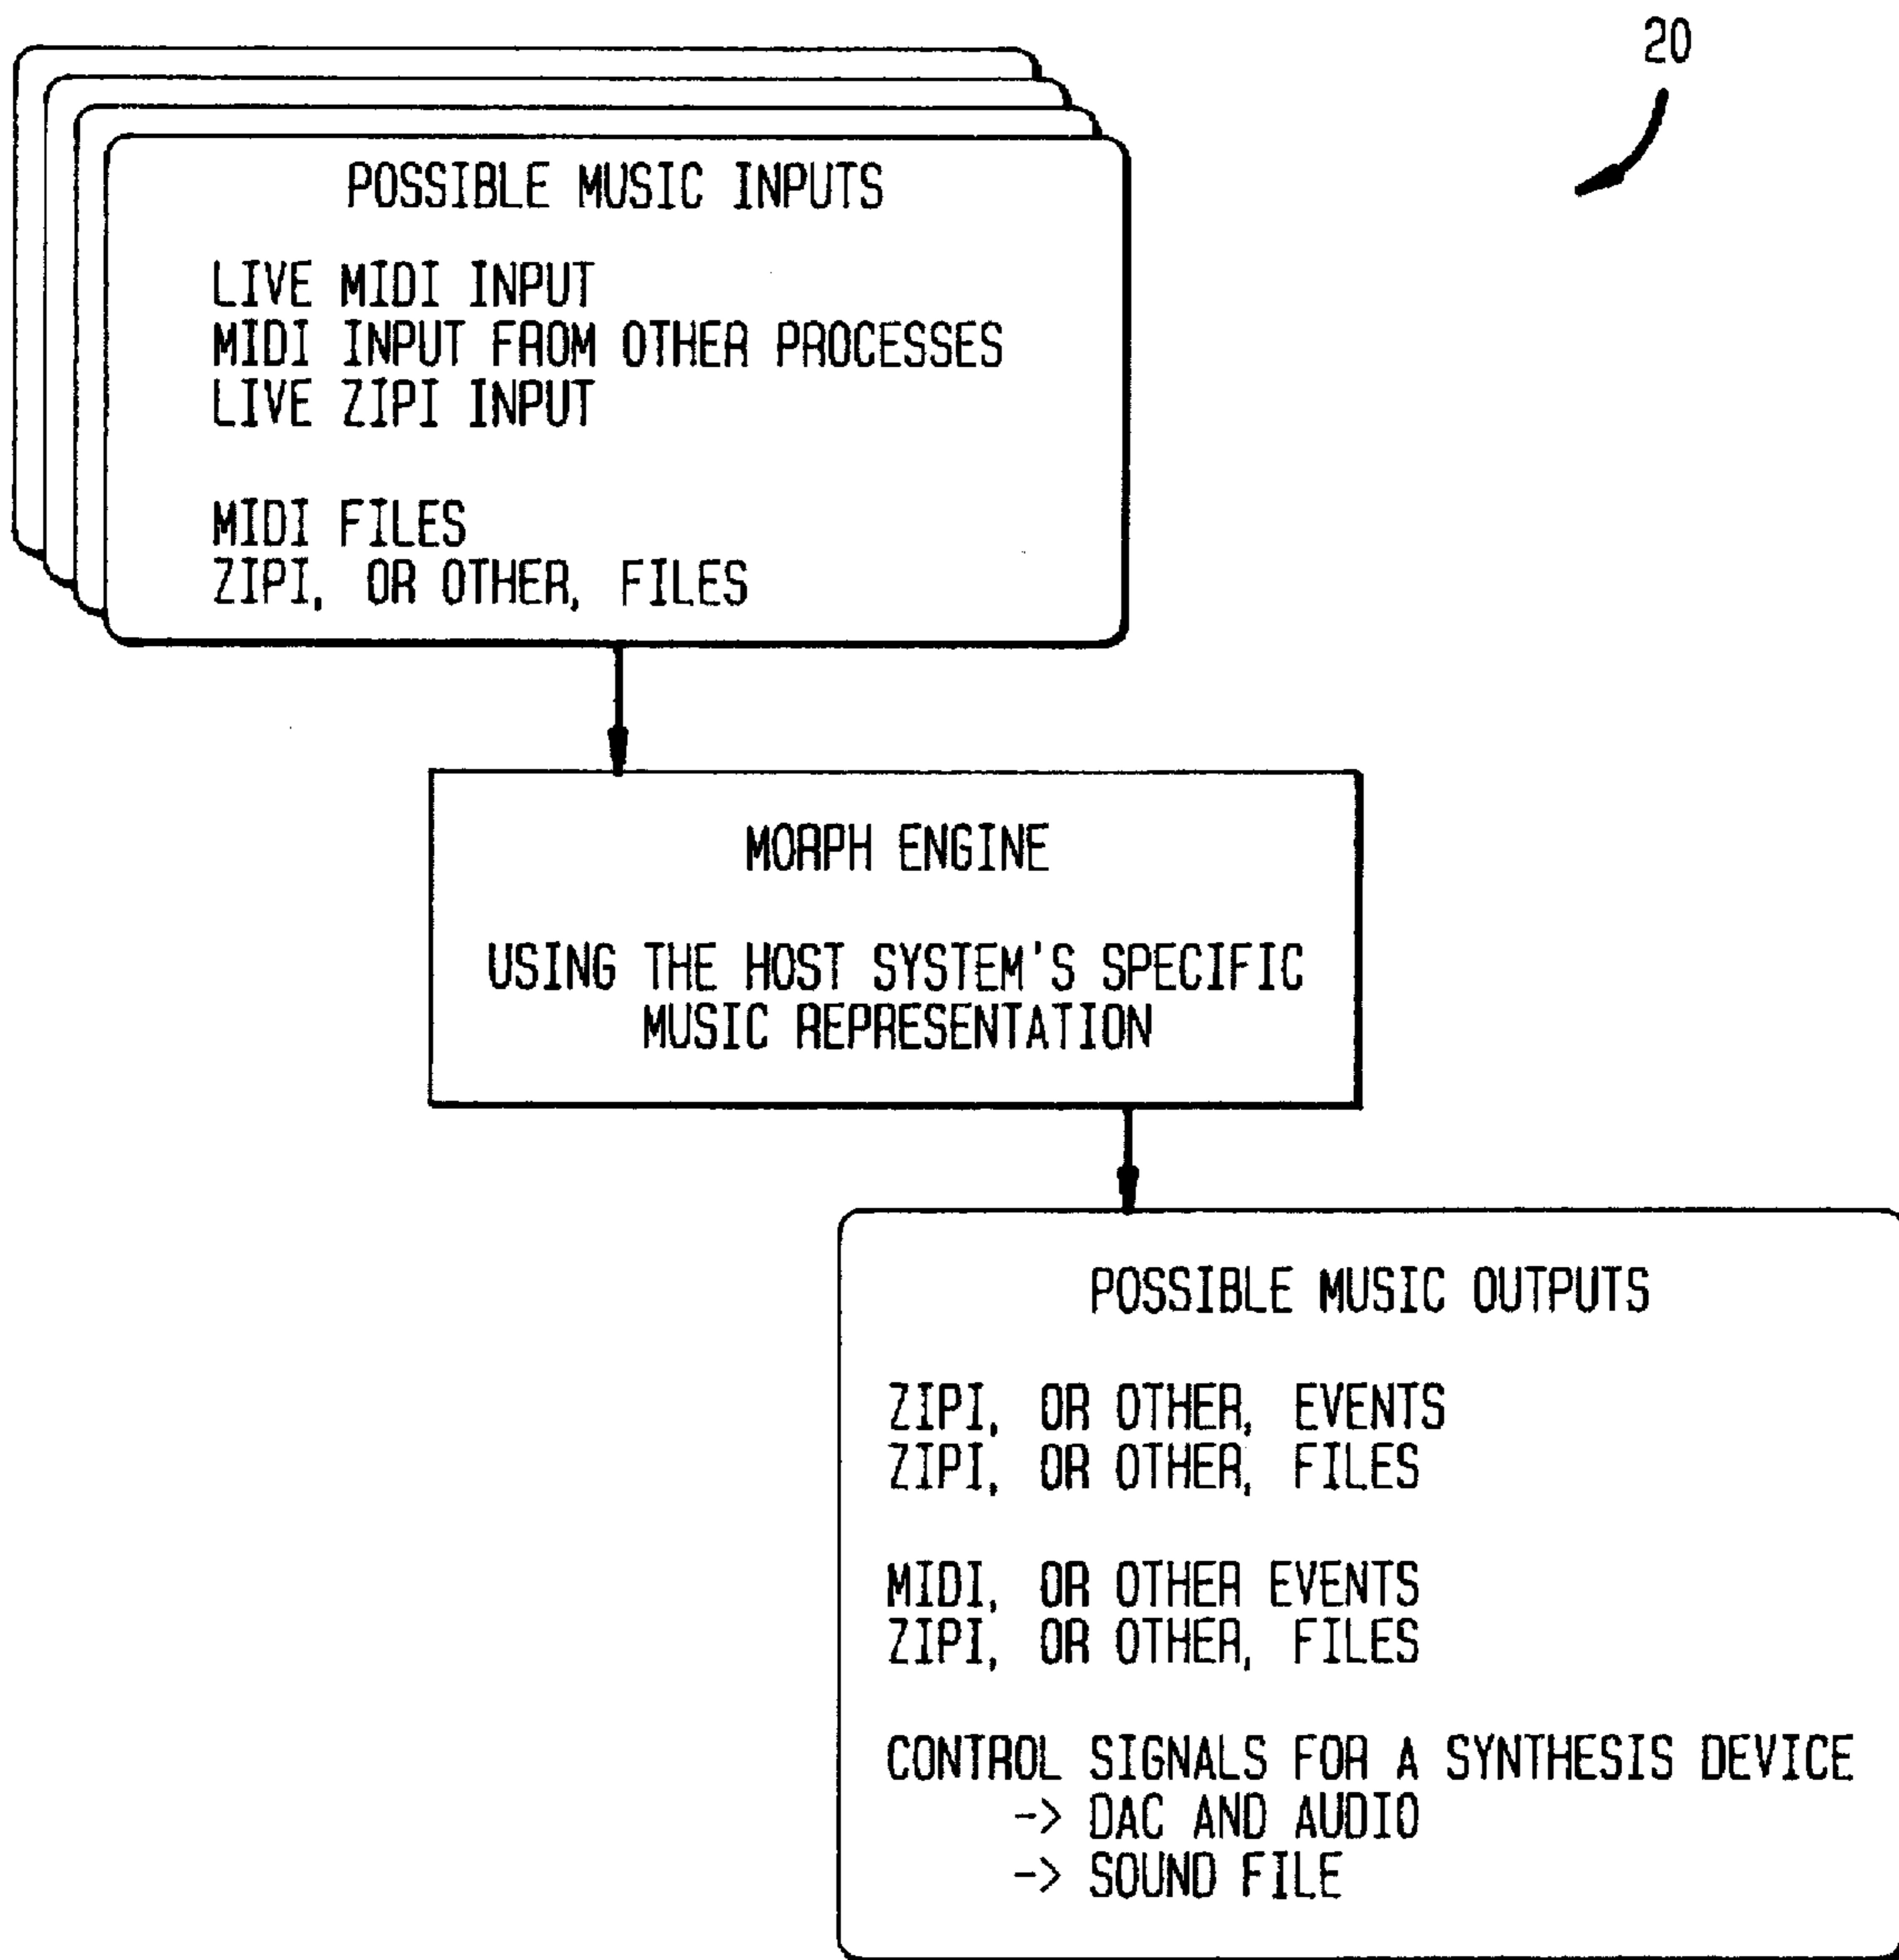 20
POSSIBLE MUSIC INPUTS
LIVE MIDI INPUT
MIDI INPUT FROM OTHER PROCESSES
LIVE ZIPI INPUT
MIDI FILES
ZIPI, OR OTHER, FILES
MORPH ENGINE
USING THE HOST SYSTEM'S SPECIFIC
MUSIC REPRESENTATION
POSSIBLE MUSIC OUTPUTS
ZIPI, OR OTHER, EVENTS
ZIPI, OR OTHER, FILES
MIDI, OR OTHER EVENTS
ZIPI, OR OTHER, FILES
CONTROL SIGNALS FOR A SYNTHESIS DEVICE
-> DAC AND AUDIO
-> SOUND FILE